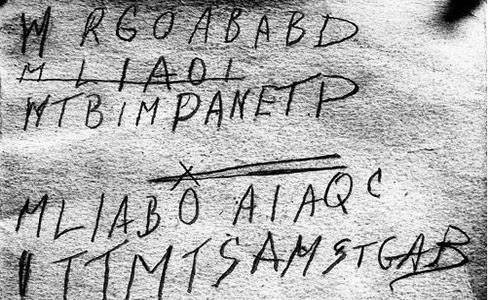 W RGOABABD
MLIAOI
WTBIMPANETP
MLIABO AIAQC
ITTMTSAMSTGAB